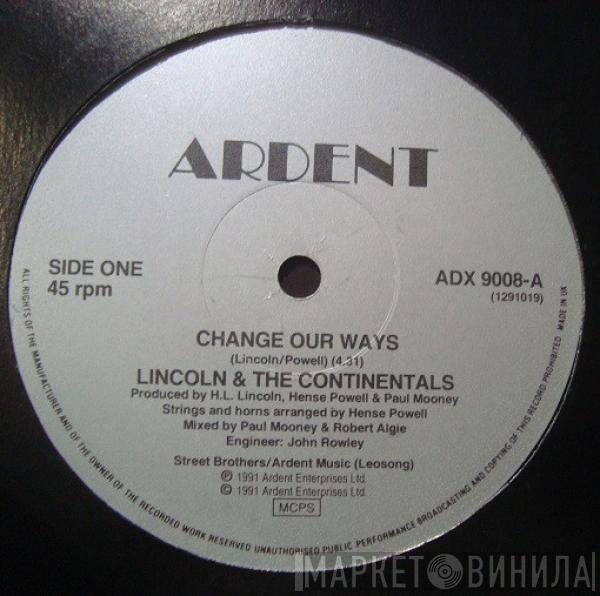 ARDENT
SIDE ONE
45 rpm
ADX 9008-A
(1291019)
CHANGE OUR WAYS
(Lincoln/Powell) (4.31)
LINCOLN & THE CONTINENTALS
Produced by H.L. Lincoln, Hense Powell & Paul Mooney
Strings and horns arranged by Hense Powell
Mixed by Paul Mooney & Robert Algie
Engineer: John Rowley
Street Brothers/Ardent Music (Leosong)
Ⓟ 1991 Ardent Enterprises Ltd.
© 1991 Ardent Enterprises Ltd.
MCPS
ALL RIGHTS OF THE MANUFACTURER AND OF THE OWNER OF THE RECORDED WORK RESERVED UNAUTHORISED PUBLIC PERFORMANCE BROADCASTING AND COPYING OF THIS RECORD PROHIBITED MADE IN UK
МАРКЕТ ВИНИЛА